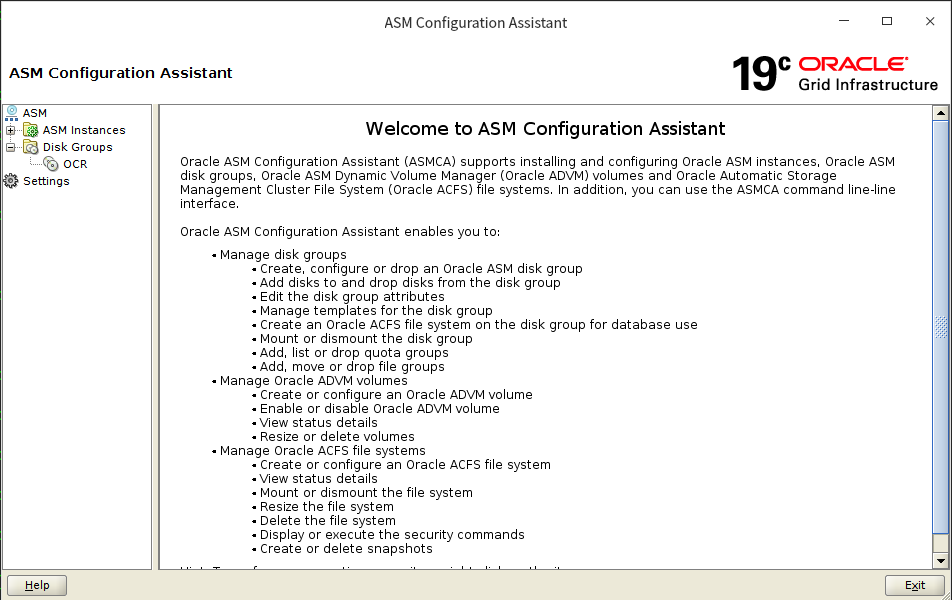 ASM Configuration Assistant
ASM Configuration Assistant
19c ORACLE
Grid Infrastructure
ASM
ASM Instances
Disk Groups
OCR
Settings
Welcome to ASM Configuration Assistant
Oracle ASM Configuration Assistant (ASMCA) supports installing and configuring Oracle ASM instances, Oracle ASM
disk groups, Oracle ASM Dynamic Volume Manager (Oracle ADVM) volumes and Oracle Automatic Storage
Management Cluster File System (Oracle ACFS) file systems. In addition, you can use the ASMCA command line-line
interface.
Oracle ASM Configuration Assistant enables you to:
• Manage disk groups
• Create, configure or drop an Oracle ASM disk group
• Add disks to and drop disks from the disk group
• Edit the disk group attributes
• Manage templates for the disk group
• Create an Oracle ACFS file system on the disk group for database use
• Mount or dismount the disk group
• Add, list or drop quota groups
• Add, move or drop file groups
• Manage Oracle ADVM volumes
• Create or configure an Oracle ADVM volume
• Enable or disable Oracle ADVM volume
• View status details
• Resize or delete volumes
• Manage Oracle ACFS file systems
• Create or configure an Oracle ACFS file system
• View status details
• Mount or dismount the file system
• Resize the file system
• Delete the file system
• Display or execute the security commands
• Create or delete snapshots
Help
Exit